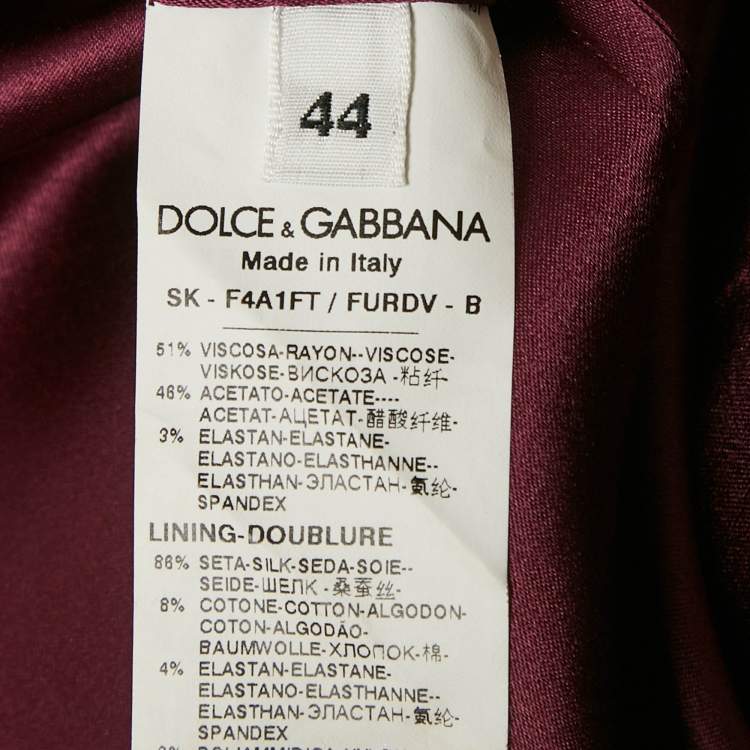 44
DOLCE & GABBANA
Made in Italy
SK - F4A1FT / FURDV - B
51% VISCOSA-RAYON--VISCOSE-
VISKOSE-ВИСКОЗА -粘纤-
46% ACETATO-ACETATE----
ACETAT-АЦЕТАТ-醋酸纤维-
3% ELASTAN-ELASTANE-
ELASTANO-ELASTHANNE--
ELASTHAN-ЭЛАСТАН-氨纶-
SPANDEX
LINING-DOUBLURE
86% SETA-SILK-SEDA-SOIE--
SEIDE-ШЕЛК -桑蚕丝-
8% COTONE-COTTON-ALGODON-
COTON-ALGODÃO-
BAUMWOLLE-ХЛОПОК-棉-
4% ELASTAN-ELASTANE-
ELASTANO-ELASTHANNE--
ELASTHAN-ЭЛАСТАН-氨纶-
SPANDEX